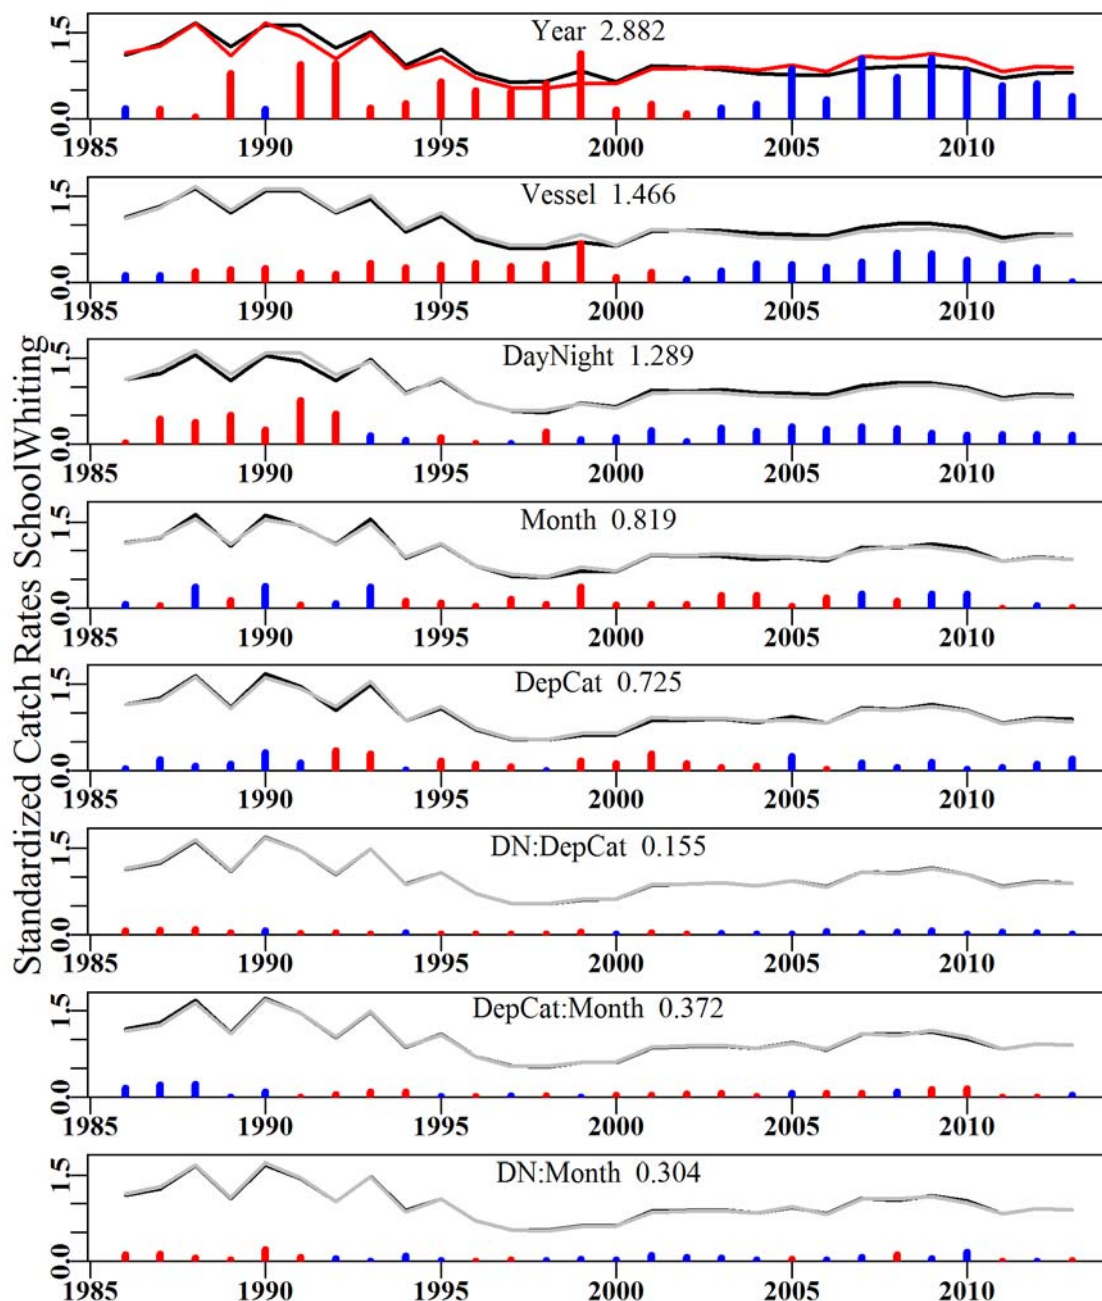 Standardized Catch Rates SchoolWhiting
Year 2.882
1.5
0.0
1985 1990 1995 2000 2005 2010
Vessel 1.466
1.5
0.0
1985 1990 1995 2000 2005 2010
DayNight 1.289
1.5
0.0
1985 1990 1995 2000 2005 2010
Month 0.819
1.5
0.0
1985 1990 1995 2000 2005 2010
DepCat 0.725
1.5
0.0
1985 1990 1995 2000 2005 2010
DN:DepCat 0.155
1.5
0.0
1985 1990 1995 2000 2005 2010
DepCat:Month 0.372
1.5
0.0
1985 1990 1995 2000 2005 2010
DN:Month 0.304
1.5
0.0
1985 1990 1995 2000 2005 2010